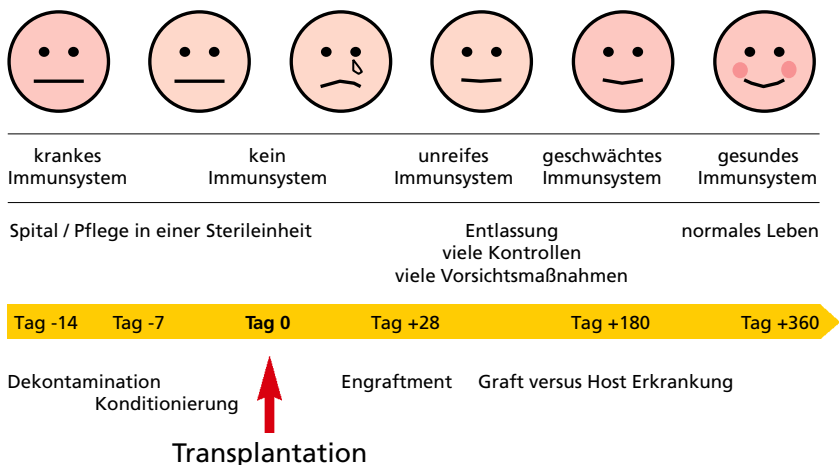 krankes kein unreifes geschwächtes gesundes
Immunsystem Immunsystem Immunsystem Immunsystem Immunsystem
Spital / Pflege in einer Sterileinheit Entlassung normales Leben
viele Kontrollen
viele Vorsichtsmaßnahmen
Tag -14 Tag -7 Tag 0 Tag +28 Tag +180 Tag +360
Dekontamination Engraftment Graft versus Host Erkrankung
Konditionierung
Transplantation